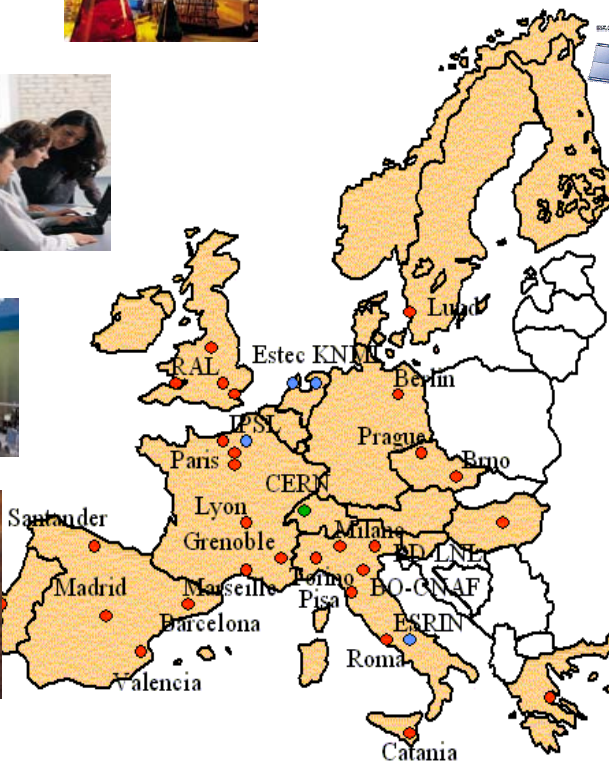 Lund
Estec KNMI
RAL
Berlin
IPSL
Prague
Paris
Brno
CERN
Lyon
Santander
Milano
Grenoble
PD-LNL
Torino
Madrid
Marseille
BO-CNAF
Pisa
Barcelona
ESRIN
Roma
Valencia
Catania